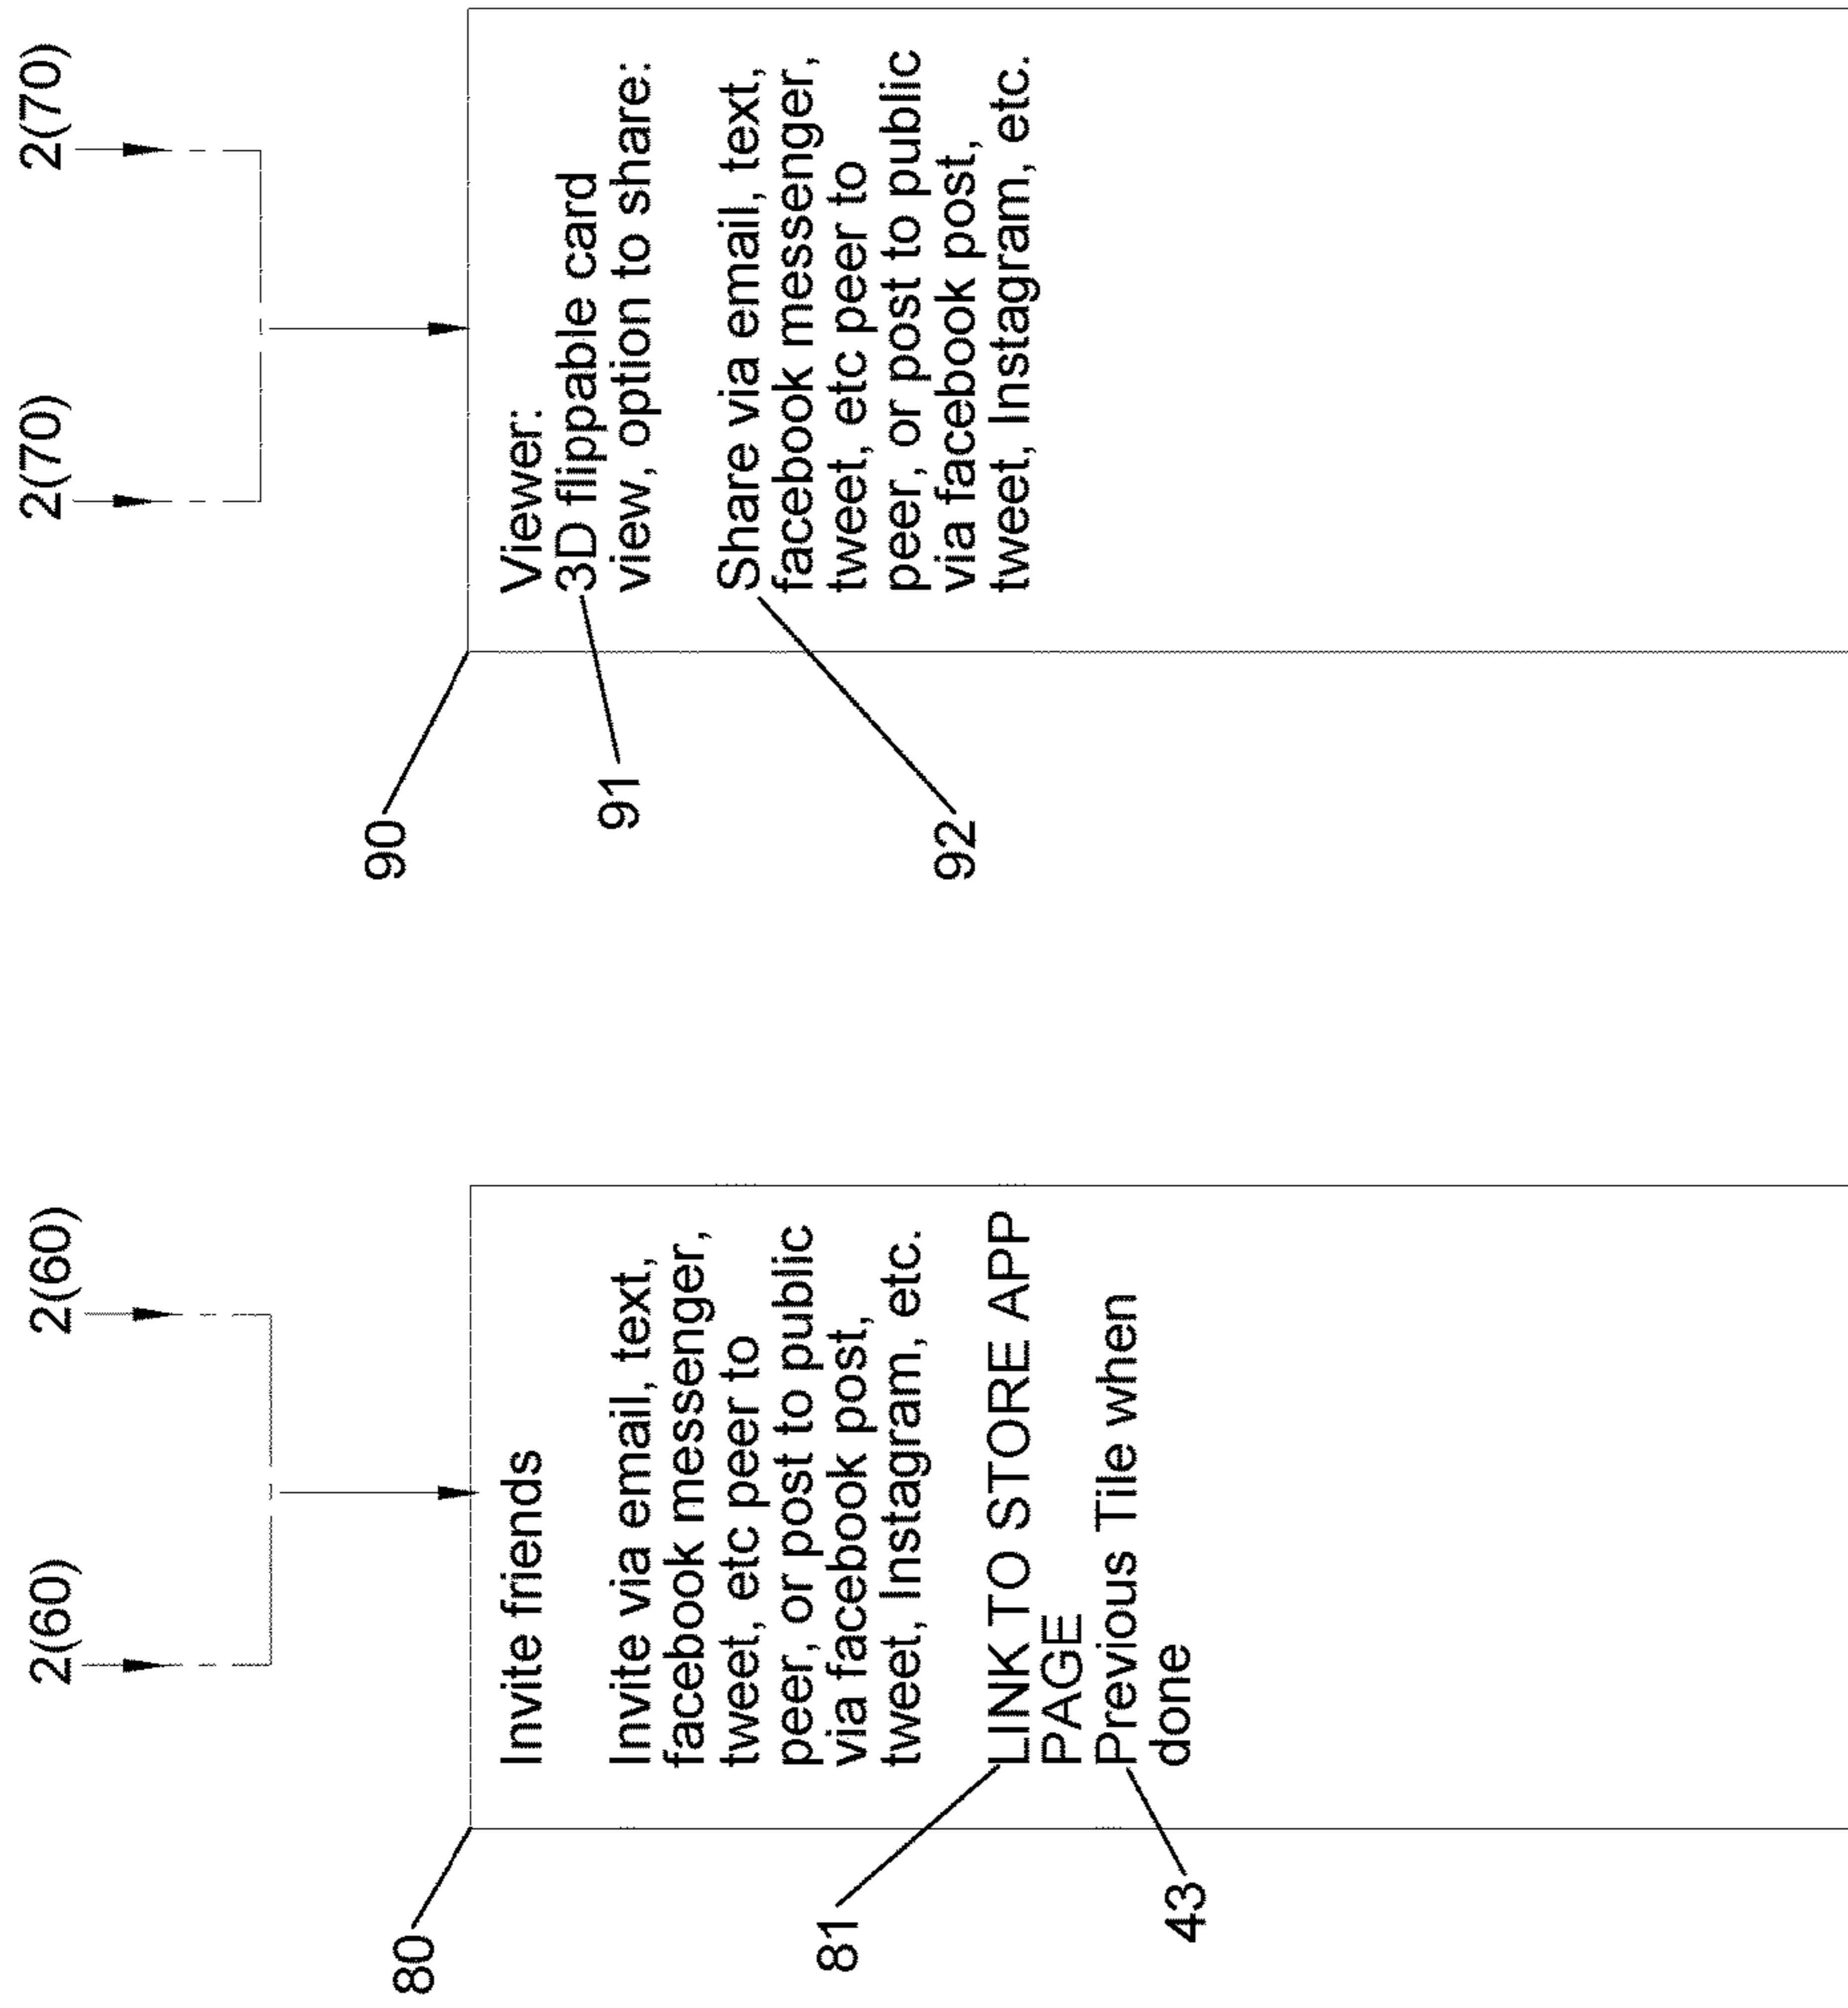 2(60)
2(60)
80
Invite friends
Invite via email, text,
facebook messenger,
tweet, etc peer to
peer, or post to public
via facebook post,
tweet, Instagram, etc.
81
LINK TO STORE APP
PAGE
43
Previous Tile when
done
2(70)
2(70)
90
Viewer:
91
3D flippable card
view, option to share:
92
Share via email, text,
facebook messenger,
tweet, etc peer to
peer, or post to public
via facebook post,
tweet, Instagram, etc.